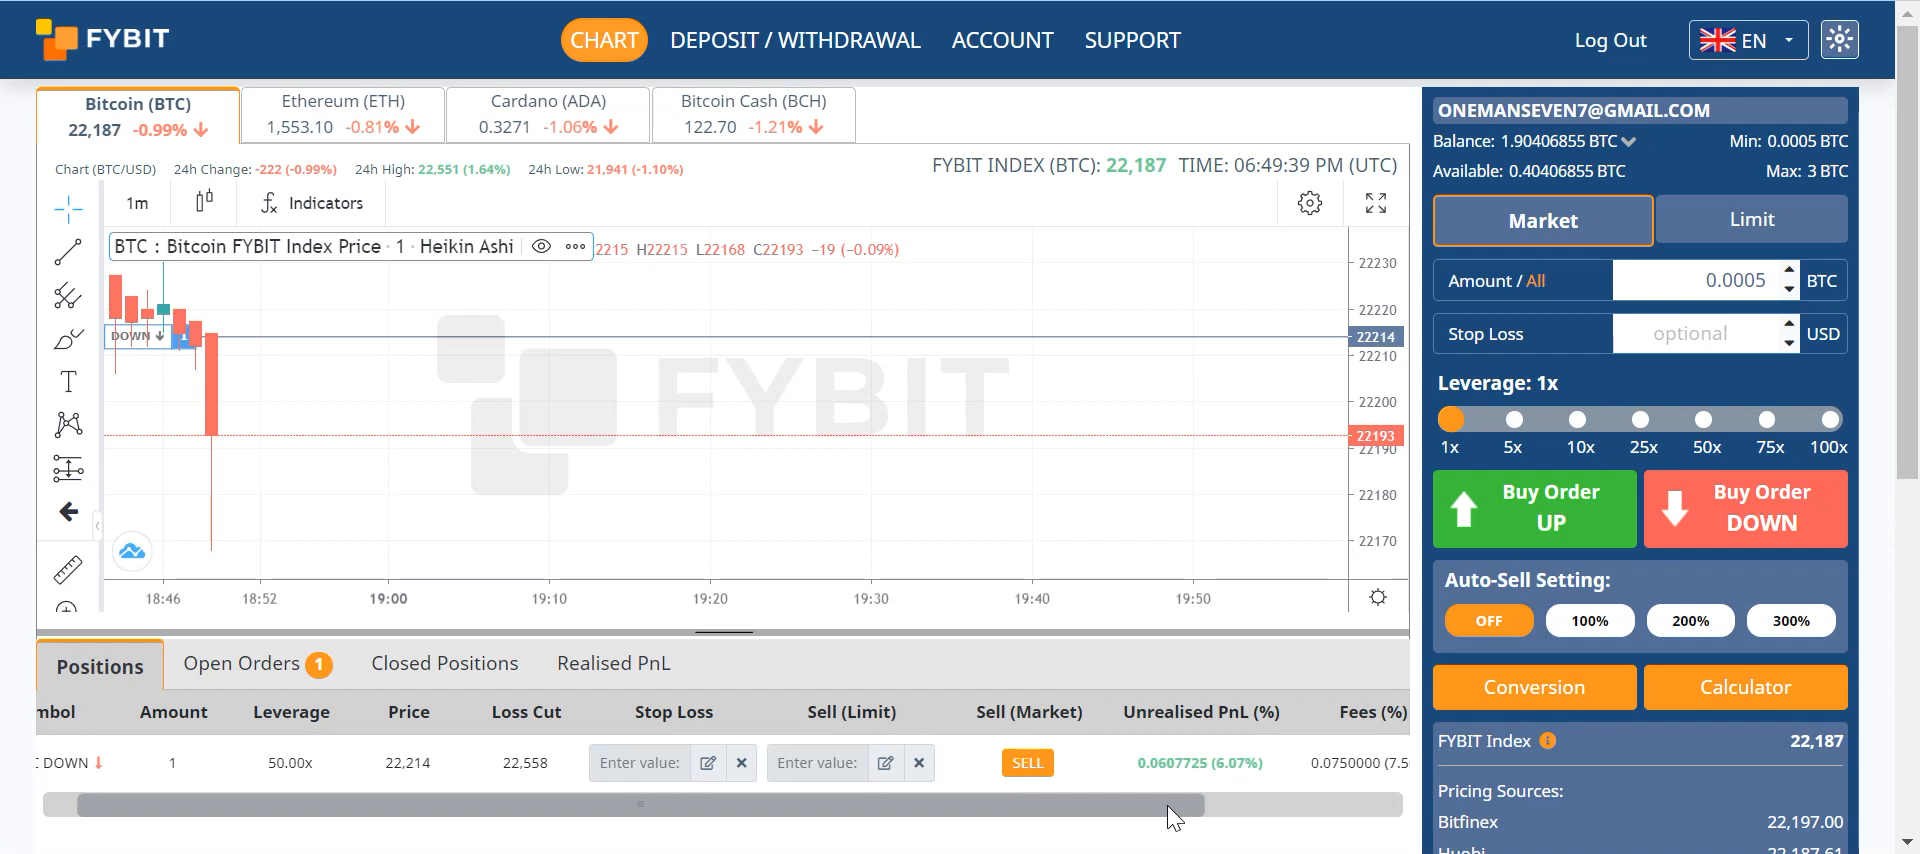 FYBIT
CHART
DEPOSIT / WITHDRAWAL
ACCOUNT
SUPPORT
Log Out
EN
Bitcoin (BTC)
22,187 -0.99%
Ethereum (ETH)
1,553.10 -0.81%
Cardano (ADA)
0.3271 -1.06%
Bitcoin Cash (BCH)
122.70 -1.21%
Chart (BTC/USD) 24h Change: -222 (-0.99%) 24h High: 22,551 (1.64%) 24h Low: 21,941 (-1.10%)
FYBIT INDEX (BTC): 22,187 TIME: 06:49:39 PM (UTC)
1m
Indicators
BTC : Bitcoin FYBIT Index Price · 1 · Heikin Ashi
2215 H22215 L22168 C22193 −19 (−0.09%)
DOWN
1
FYBIT
22230
22220
22214
22210
22200
22193
22190
22180
22170
18:46 18:52 19:00 19:10 19:20 19:30 19:40 19:50
Positions
Open Orders 1
Closed Positions
Realised PnL
mbol Amount Leverage Price Loss Cut Stop Loss Sell (Limit) Sell (Market) Unrealised PnL (%) Fees (%)
C DOWN 1 50.00x 22,214 22,558 Enter value: Enter value: SELL 0.0607725 (6.07%) 0.0750000 (7.5
ONEMANSEVEN7@GMAIL.COM
Balance: 1.90406855 BTC Min: 0.0005 BTC
Available: 0.40406855 BTC Max: 3 BTC
Market
Limit
Amount / All 0.0005 BTC
Stop Loss optional USD
Leverage: 1x
1x 5x 10x 25x 50x 75x 100x
Buy Order
UP
Buy Order
DOWN
Auto-Sell Setting:
OFF 100% 200% 300%
Conversion
Calculator
FYBIT Index 22,187
Pricing Sources:
Bitfinex 22,197.00
Huobi 22,187.61